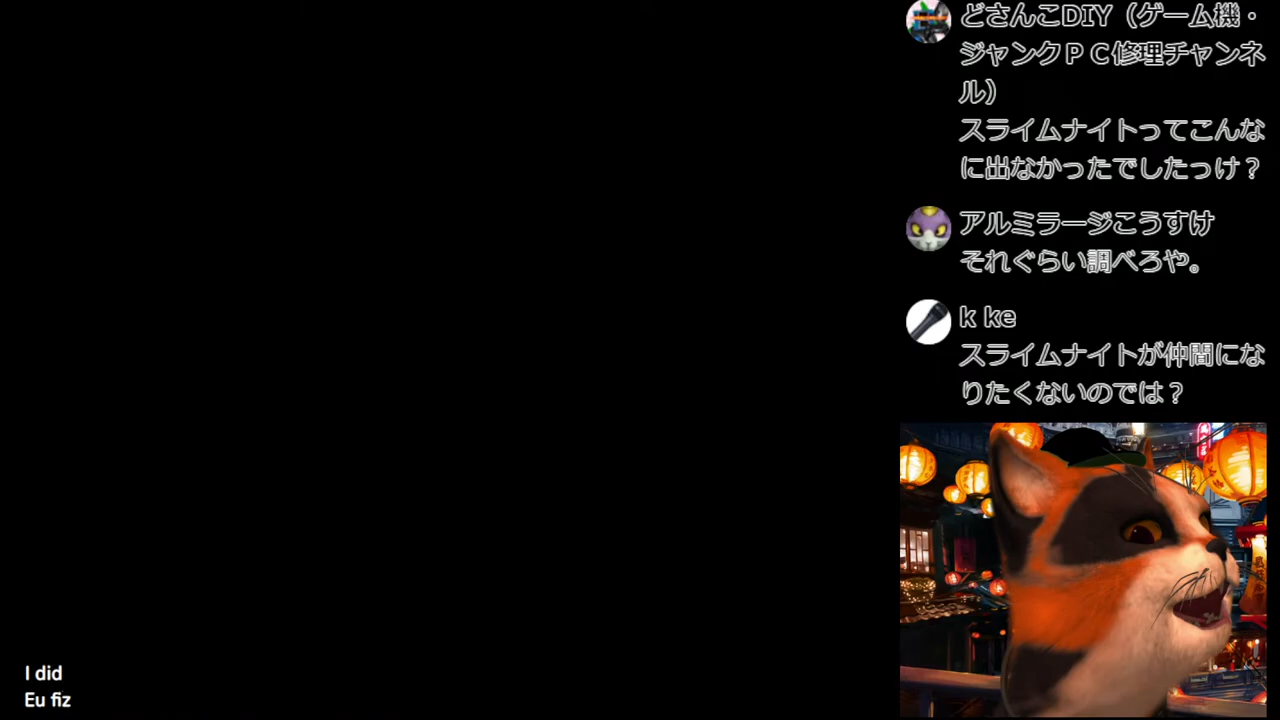 どさんこDIY（ゲーム機・
ジャンクＰＣ修理チャンネ
ル）
スライムナイトってこんな
に出なかったでしたっけ？
アルミラージこうすけ
それぐらい調べろや。
k ke
スライムナイトが仲間にな
りたくないのでは？
I did
Eu fiz